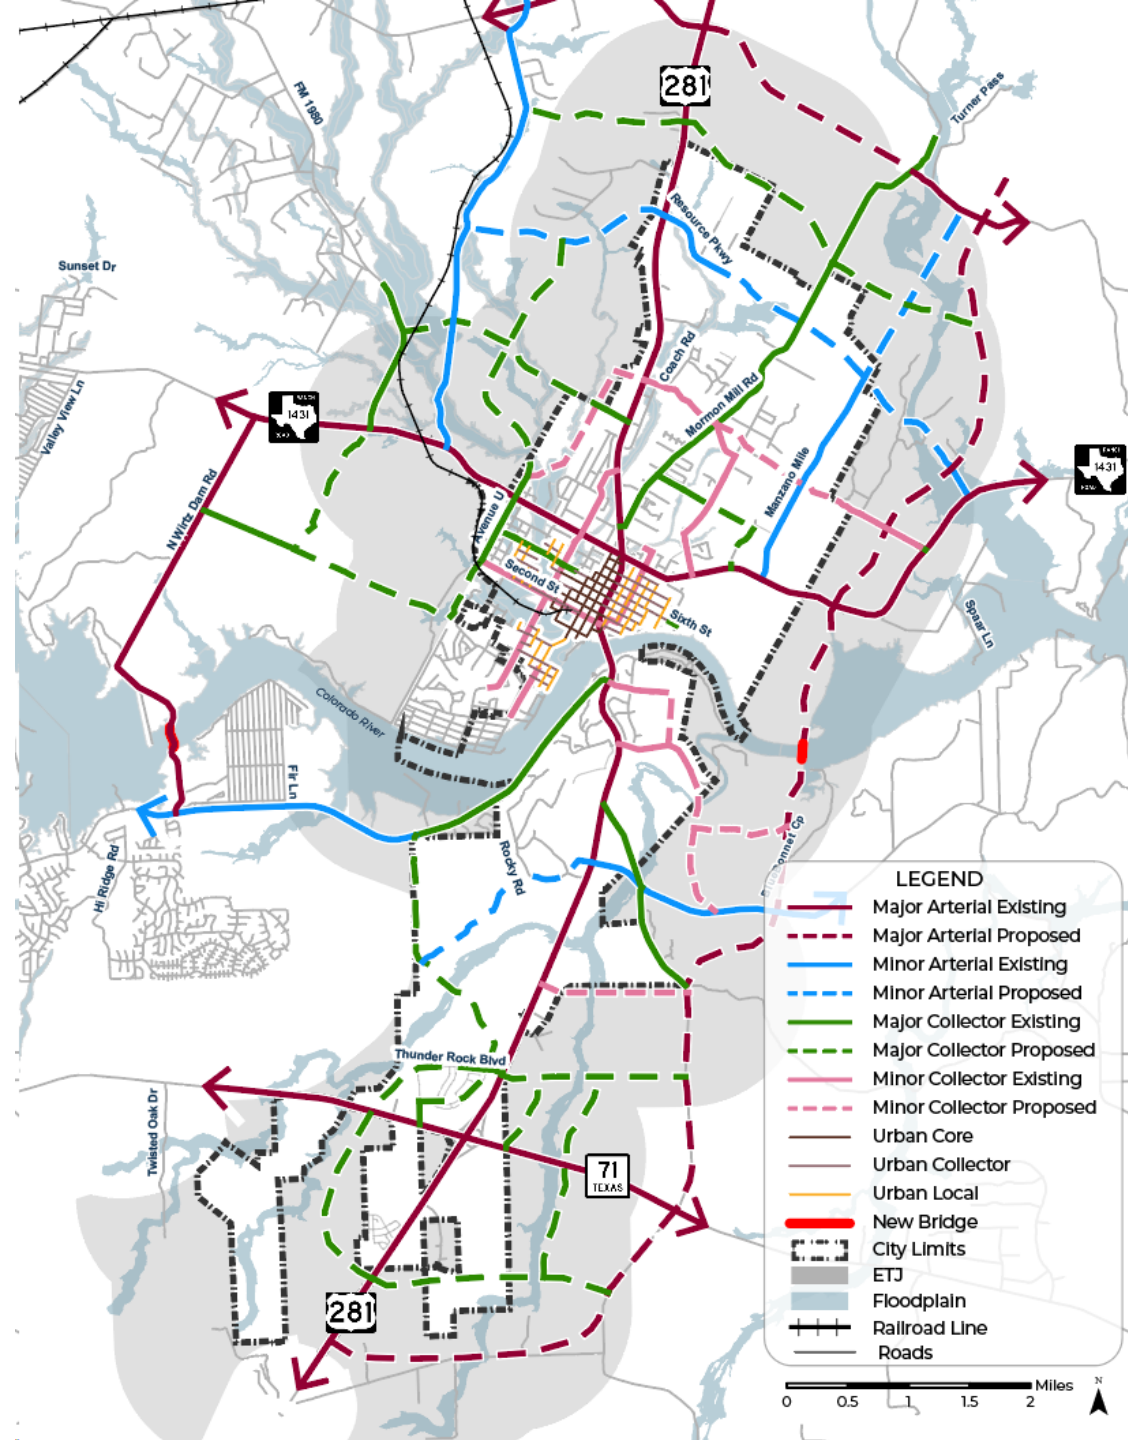 281
Turner Pass
FM 1980
Resource Pkwy
Sunset Dr
Coach Rd
Valley View Ln
1431
Mormon Mill Rd
1431
Manzano Mile
N Wirtz Dam Rd
Avenue U
Second St
Sixth St
Spaar Ln
Colorado River
Fir Ln
Hi Ridge Rd
Rocky Rd
Bluebonnet Cp
LEGEND
Major Arterial Existing
Major Arterial Proposed
Minor Arterial Existing
Minor Arterial Proposed
Major Collector Existing
Major Collector Proposed
Minor Collector Existing
Minor Collector Proposed
Urban Core
Urban Collector
Urban Local
New Bridge
City Limits
ETJ
Floodplain
Railroad Line
Roads
Thunder Rock Blvd
Twisted Oak Dr
71
TEXAS
281
Miles
0 0.5 1 1.5 2
N